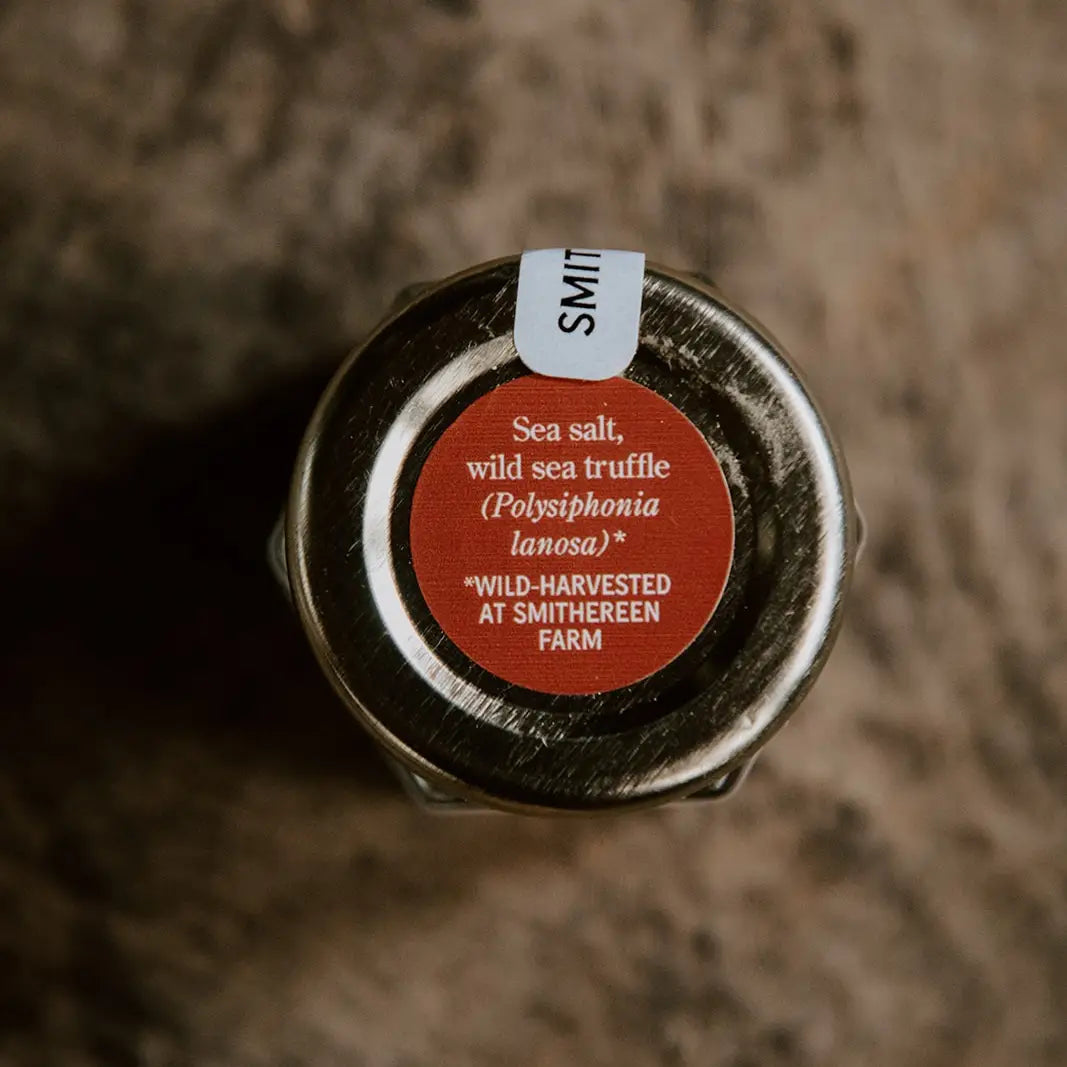 SMIT
Sea salt,
wild sea truffle
(Polysiphonia
lanosa)*
*WILD-HARVESTED
AT SMITHEREEN
FARM